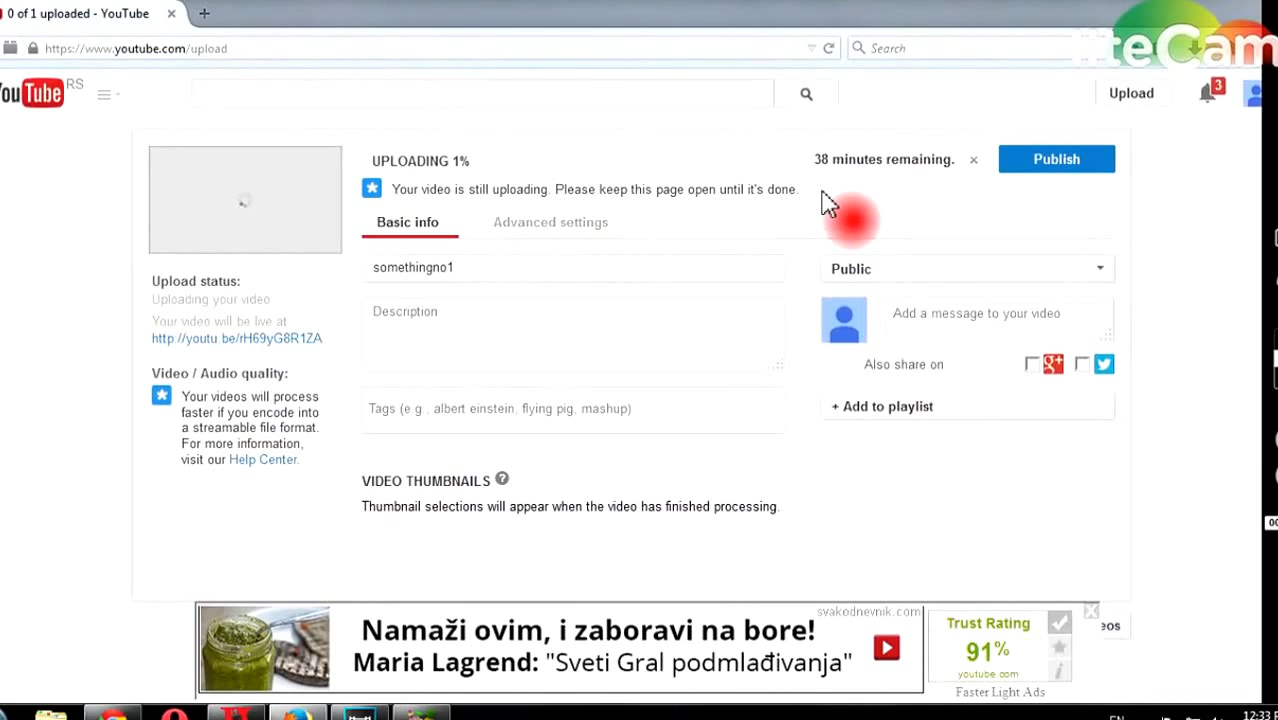 0 of 1 uploaded - YouTube
https://www.youtube.com/upload
Search
iteCam
YouTube RS
Upload
3
UPLOADING 1%
38 minutes remaining.
Publish
Your video is still uploading. Please keep this page open until it's done.
Basic info
Advanced settings
somethingno1
Public
Upload status:
Uploading your video
Description
Add a message to your video
Your video will be live at
http://youtu.be/rH69yG8R1ZA
Also share on
Video / Audio quality:
Your videos will process
faster if you encode into
a streamable file format.
For more information,
visit our Help Center.
Tags (e.g., albert einstein, flying pig, mashup)
+ Add to playlist
VIDEO THUMBNAILS ?
Thumbnail selections will appear when the video has finished processing.
svakodnevnik.com
Namaži ovim, i zaboravi na bore!
Maria Lagrend: "Sveti Gral podmlađivanja"
Trust Rating
91%
youtube.com
Faster Light Ads
eos
EN
12:33